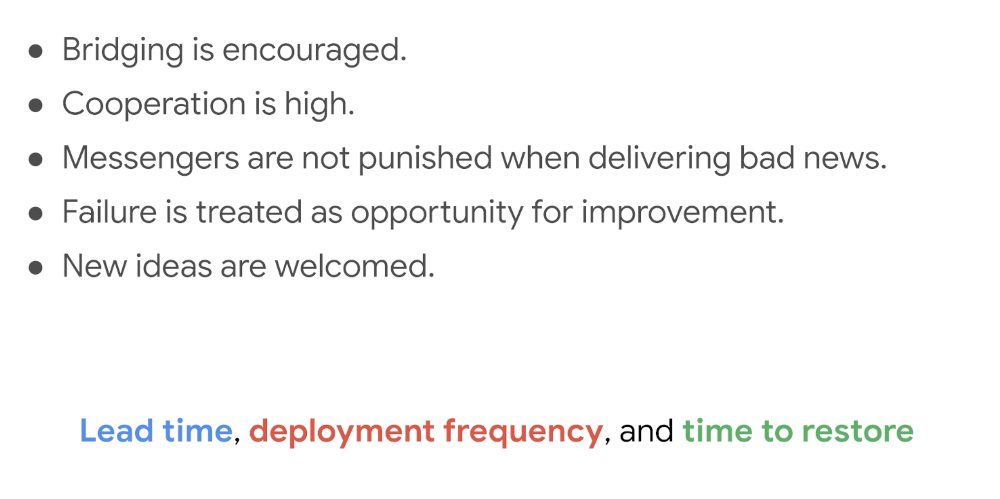 ● Bridging is encouraged.
● Cooperation is high.
● Messengers are not punished when delivering bad news.
● Failure is treated as opportunity for improvement.
● New ideas are welcomed.
Lead time, deployment frequency, and time to restore